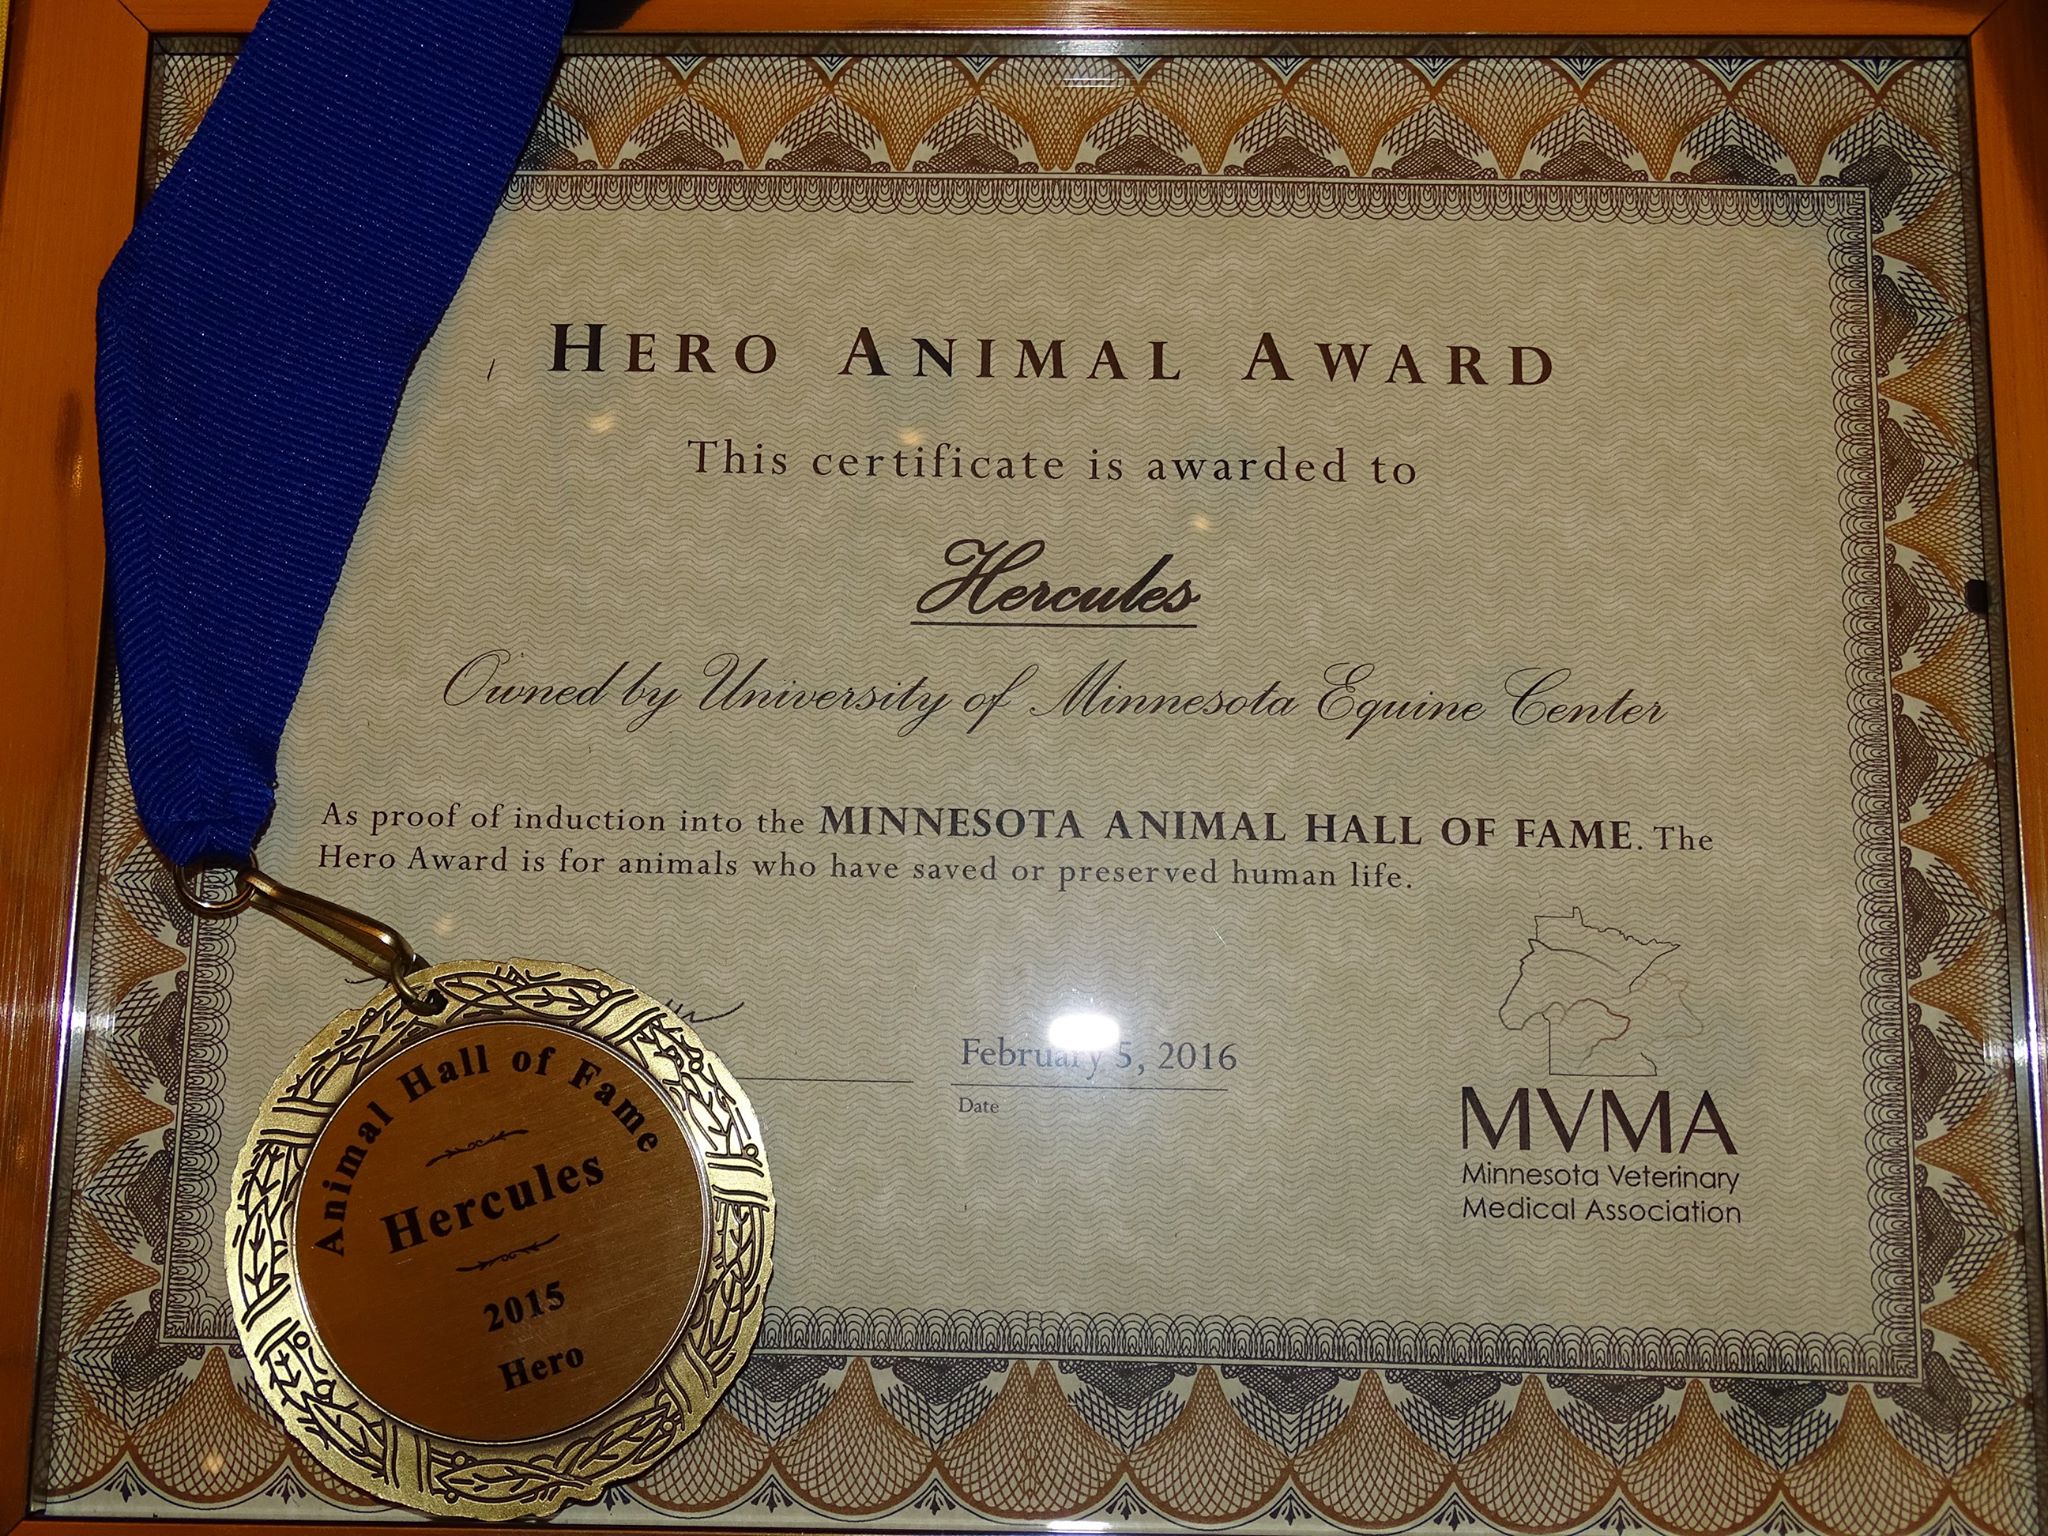 HERO ANIMAL AWARD
This certificate is awarded to
Hercules
Owned by University of Minnesota Equine Center
As proof of induction into the MINNESOTA ANIMAL HALL OF FAME. The
Hero Award is for animals who have saved or preserved human life.
February 5, 2016
Date
MVMA
Minnesota Veterinary
Medical Association
Animal Hall of Fame
Hercules
2015
Hero